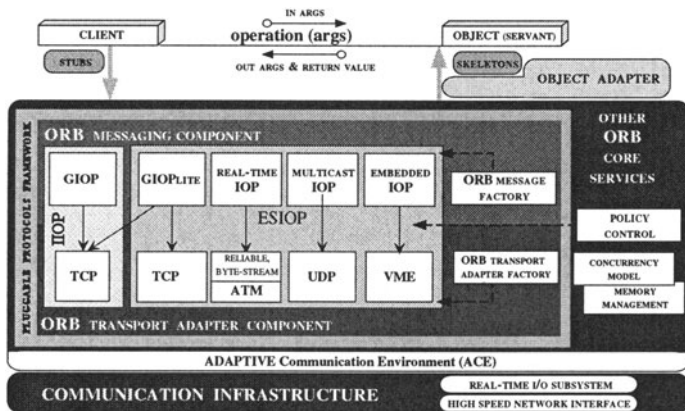 IN ARGS
CLIENT
operation (args)
OBJECT (SERVANT)
STUBS
OUT ARGS & RETURN VALUE
SKELETONS
OBJECT ADAPTER
PLUGGABLE PROTOCOLS FRAMEWORK
ORB MESSAGING COMPONENT
OTHER
ORB
CORE
SERVICES
GIOP
GIOPLITE
REAL-TIME
IOP
MULTICAST
IOP
EMBEDDED
IOP
ORB MESSAGE
FACTORY
IIOP
ESIOP
POLICY
CONTROL
TCP
TCP
RELIABLE,
BYTE-STREAM
ATM
UDP
VME
ORB TRANSPORT
ADAPTER FACTORY
CONCURRENCY
MODEL
MEMORY
MANAGEMENT
ORB TRANSPORT ADAPTER COMPONENT
ADAPTIVE Communication Environment (ACE)
COMMUNICATION INFRASTRUCTURE
REAL-TIME I/O SUBSYSTEM
HIGH SPEED NETWORK INTERFACE